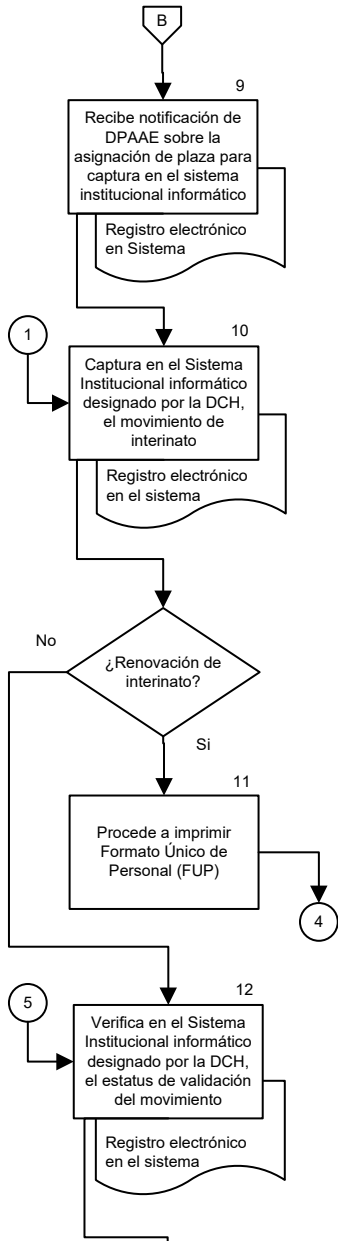 B
9
Recibe notificación de
DPAAE sobre la
asignación de plaza para
captura en el sistema
institucional informático
Registro electrónico
en Sistema
1
10
Captura en el Sistema
Institucional informático
designado por la DCH,
el movimiento de
interinato
Registro electrónico
en el sistema
No
¿Renovación de
interinato?
Si
11
Procede a imprimir
Formato Único de
Personal (FUP)
4
5
12
Verifica en el Sistema
Institucional informático
designado por la DCH,
el estatus de validación
del movimiento
Registro electrónico
en el sistema